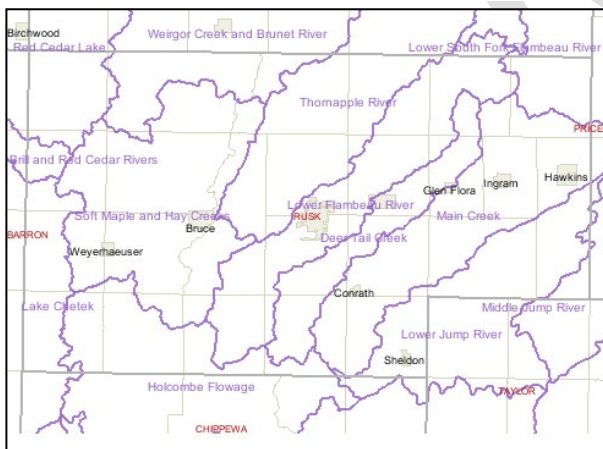 Birchwood
Weirgor Creek and Brunet River
Red Cedar Lake
Lower South Fork Flambeau River
Thornapple River
PRICE
Brill and Red Cedar Rivers
Hawkins
Ingram
Glen Flora
Lower Flambeau River
Soft Maple and Hay Creeks
RUSK
Main Creek
Bruce
BARRON
Deer Tail Creek
Weyerhaeuser
Conrath
Lake Chetek
Middle Jump River
Lower Jump River
Sheldon
Holcombe Flowage
TAYLOR
CHIPPEWA